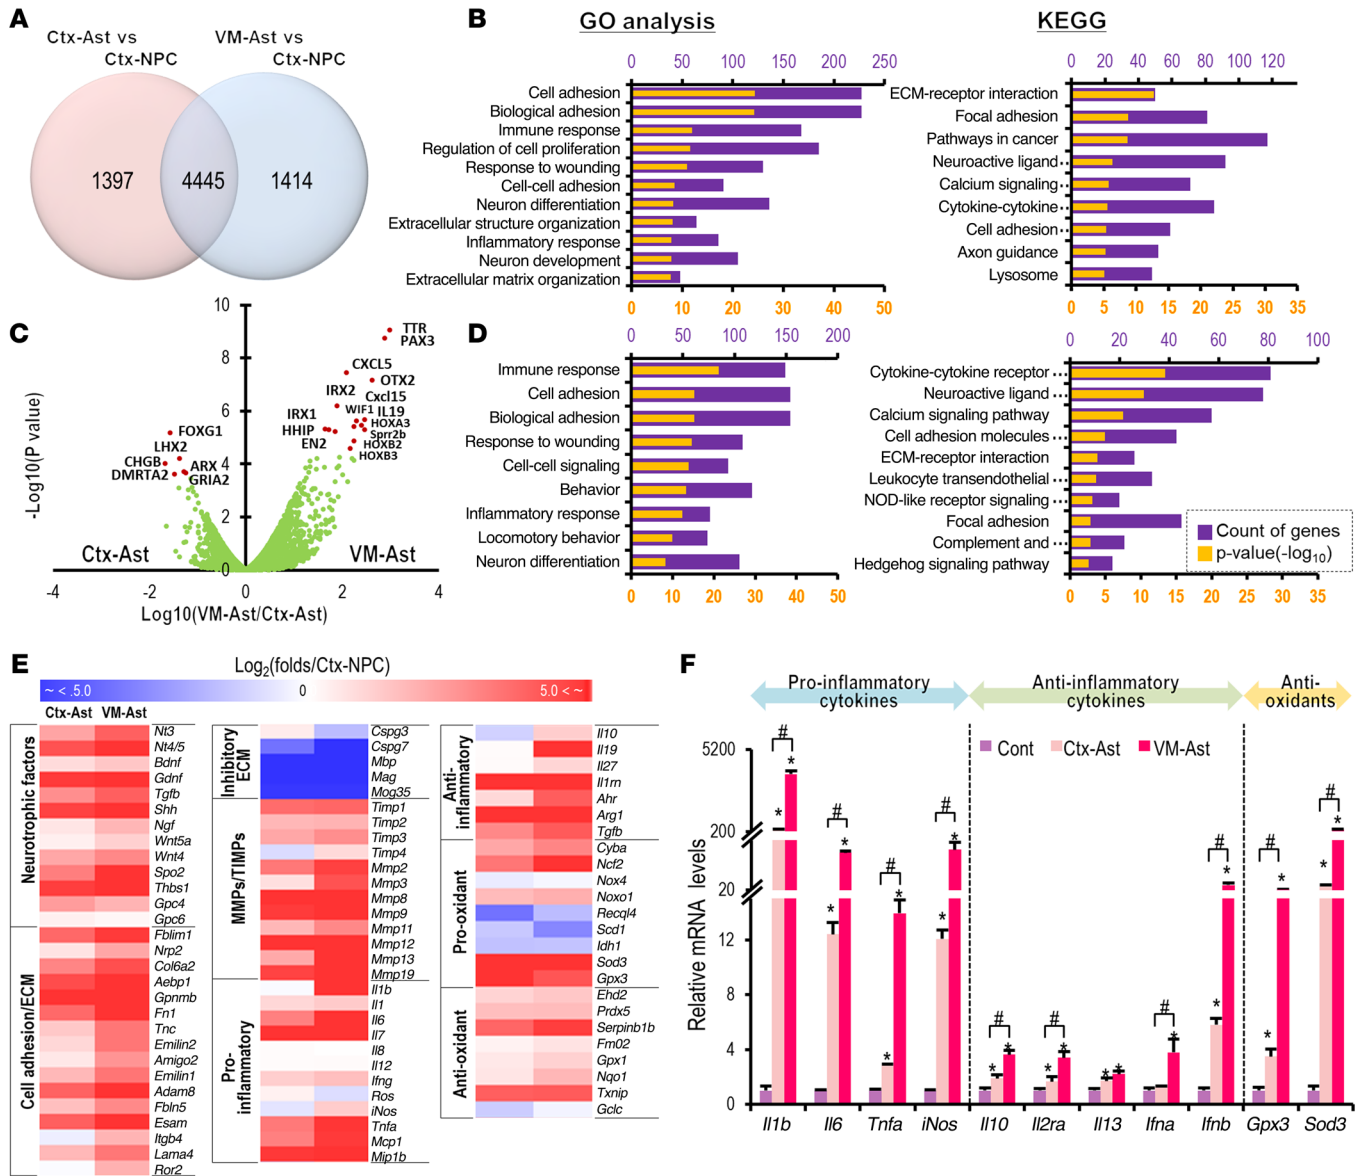 A
Ctx-Ast vs
Ctx-NPC
VM-Ast vs
Ctx-NPC
1397
4445
1414
B
GO analysis
0 50 100 150 200 250
Cell adhesion
Biological adhesion
Immune response
Regulation of cell proliferation
Response to wounding
Cell-cell adhesion
Neuron differentiation
Extracellular structure organization
Inflammatory response
Neuron development
Extracellular matrix organization
0 10 20 30 40 50
KEGG
0 20 40 60 80 100 120
ECM-receptor interaction
Focal adhesion
Pathways in cancer
Neuroactive ligand...
Calcium signaling...
Cytokine-cytokine...
Cell adhesion...
Axon guidance
Lysosome
0 5 10 15 20 25 30 35
C
-Log10(P value)
10
8
6
4
2
0
TTR
PAX3
CXCL5
OTX2
IRX2
Cxcl15
WIF1
IL19
IRX1
HOXA3
HHIP
Sprr2b
EN2
HOXB2
HOXB3
FOXG1
LHX2
CHGB
ARX
DMRTA2
GRIA2
Ctx-Ast
VM-Ast
-4 -2 0 2 4
Log10(VM-Ast/Ctx-Ast)
D
0 50 100 150 200
Immune response
Cell adhesion
Biological adhesion
Response to wounding
Cell-cell signaling
Behavior
Inflammatory response
Locomotory behavior
Neuron differentiation
0 10 20 30 40 50
0 20 40 60 80 100
Cytokine-cytokine receptor ...
Neuroactive ligand ...
Calcium signaling pathway
Cell adhesion molecules ...
ECM-receptor interaction
Leukocyte transendothelial ...
NOD-like receptor signaling ...
Focal adhesion
Complement and ...
Hedgehog signaling pathway
0 5 10 15 20 25 30 35
Count of genes
p-value(-log10)
E
Log2(folds/Ctx-NPC)
~ < .5.0
0
5.0 < ~
Ctx-Ast VM-Ast
Neurotrophic factors
Nt3
Nt4/5
Bdnf
Gdnf
Tgfb
Shh
Ngf
Wnt5a
Wnt4
Spo2
Thbs1
Gpc4
Gpc6
Cell adhesion/ECM
Fblim1
Nrp2
Col6a2
Aebp1
Gpnmb
Fn1
Tnc
Emilin2
Amigo2
Emilin1
Adam8
Fbln5
Esam
Itgb4
Lama4
Ror2
Inhibitory
ECM
Cspg3
Cspg7
Mbp
Mag
Mog35
MMPs/TIMPs
Timp1
Timp2
Timp3
Timp4
Mmp2
Mmp3
Mmp8
Mmp9
Mmp11
Mmp12
Mmp13
Mmp19
Pro-
inflammatory
Il1b
Il1
Il6
Il7
Il8
Il12
Ifng
Ros
iNos
Tnfa
Mcp1
Mip1b
Anti-
inflammatory
Il10
Il19
Il27
Il1rn
Ahr
Arg1
Tgfb
Pro-oxidant
Cyba
Ncf2
Nox4
Noxo1
Recql4
Scd1
Idh1
Sod3
Gpx3
Anti-oxidant
Ehd2
Prdx5
Serpinb1b
Fm02
Gpx1
Nqo1
Txnip
Gclc
F
Pro-inflammatory
cytokines
Anti-inflammatory
cytokines
Anti-
oxidants
Cont
Ctx-Ast
VM-Ast
Relative mRNA levels
5200
200
20
12
8
4
0
* # *
* # *
* # *
* # *
* # *
* # *
* *
# *
* # *
* # *
* # *
Il1b Il6 Tnfa iNos Il10 Il2ra Il13 Ifna Ifnb Gpx3 Sod3